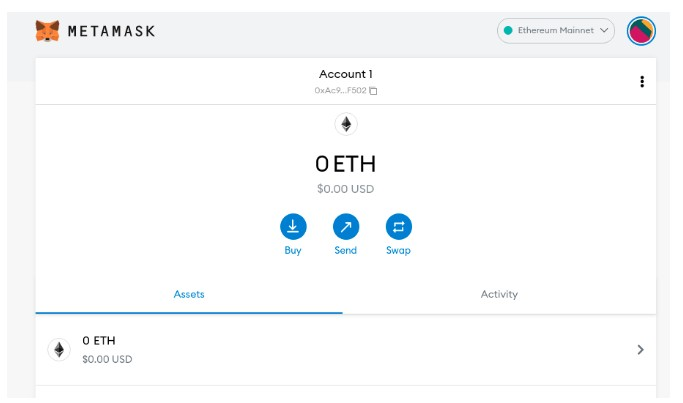 METAMASK
Ethereum Mainnet
Account 1
0xAc9...F502
0 ETH
$0.00 USD
Buy Send Swap
Assets Activity
0 ETH
$0.00 USD